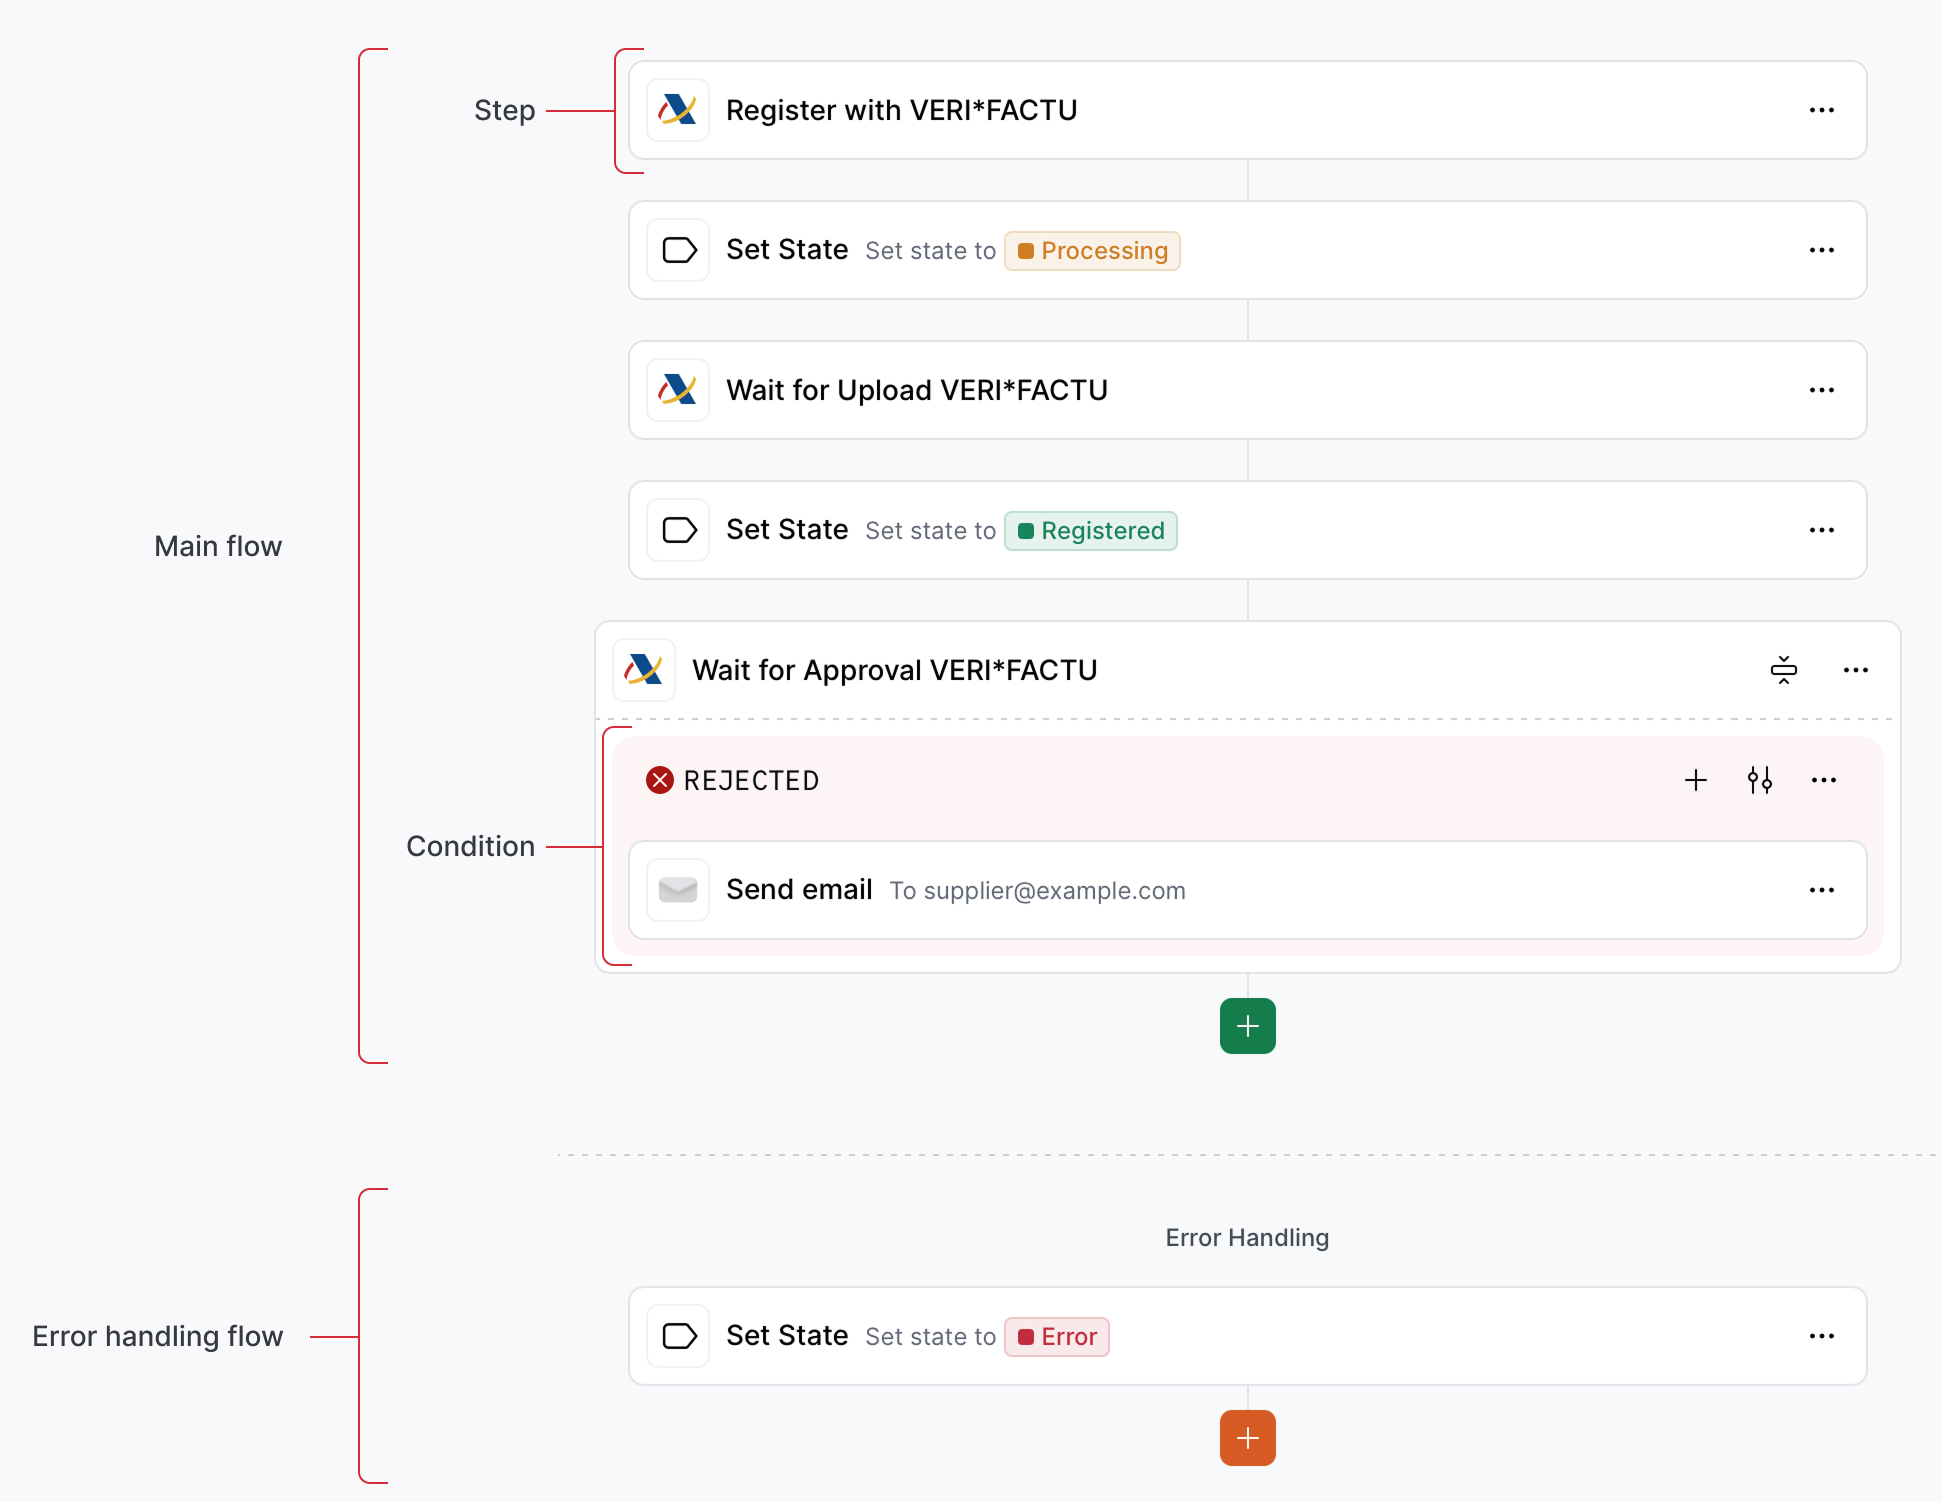 Step
Register with VERI*FACTU
Set State Set state to Processing
Wait for Upload VERI*FACTU
Set State Set state to Registered
Main flow
Wait for Approval VERI*FACTU
REJECTED
Condition
Send email To supplier@example.com
Error Handling
Error handling flow
Set State Set state to Error